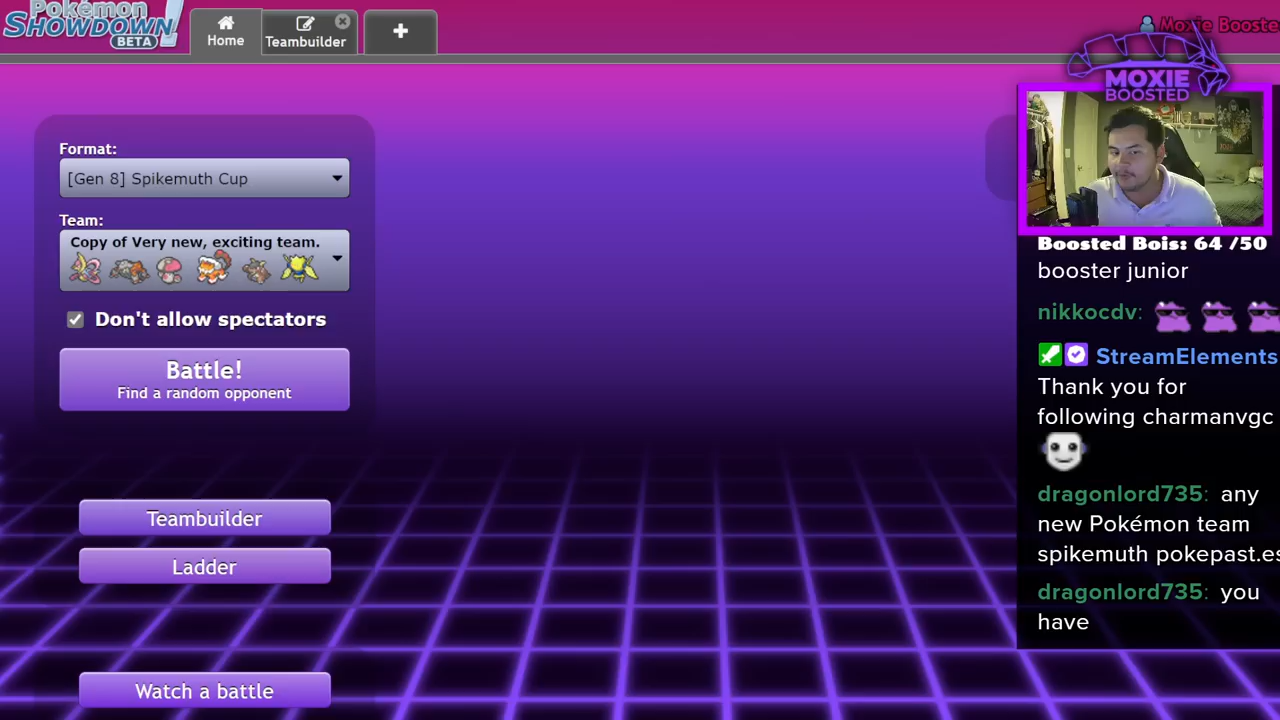 Pokémon
SHOWDOWN!
BETA
Home
Teambuilder
Moxie Booste
MOXIE
BOOSTED
Format:
[Gen 8] Spikemuth Cup
Team:
Copy of Very new, exciting team.
Don't allow spectators
Battle!
Find a random opponent
Teambuilder
Ladder
Watch a battle
Boosted Bois: 64 /50
booster junior
nikkocdv:
StreamElements
Thank you for
following charmanvgc
dragonlord735: any
new Pokémon team
spikemuth pokepast.es
dragonlord735: you
have